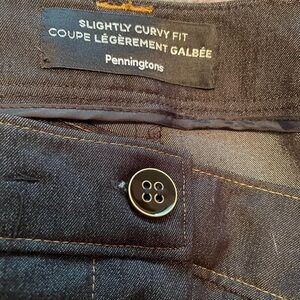 SLIGHTLY CURVY FIT
COUPE LÉGÈREMENT GALBÉE
Penningtons